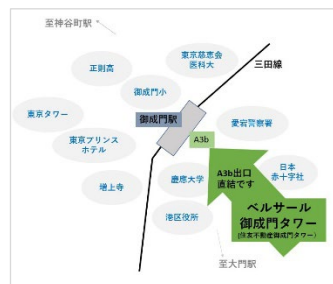 至神谷町駅
東京慈恵会
医科大
三田線
正則高
御成門小
東京タワー
御成門駅
愛宕警察署
A3b
東京プリンス
ホテル
A3b出口
直結です
日本
赤十字社
増上寺
慶應大学
港区役所
ベルサール
御成門タワー
(住友不動産御成門タワー)
至大門駅